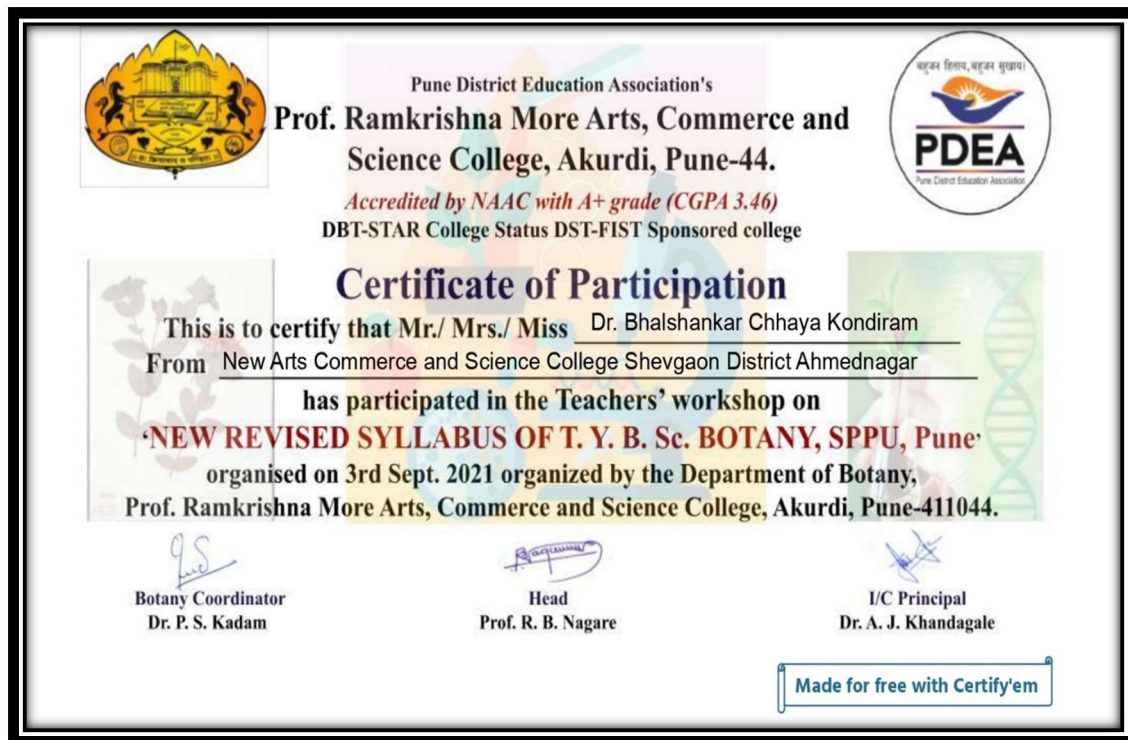 Pune District Education Association's
Prof. Ramkrishna More Arts, Commerce and
Science College, Akurdi, Pune-44.
Accredited by NAAC with A+ grade (CGPA 3.46)
DBT-STAR College Status DST-FIST Sponsored college
बहुजन हिताय, बहुजन सुखाय।
PDEA
Pune District Education Association
Certificate of Participation
This is to certify that Mr./ Mrs./ Miss Dr. Bhalshankar Chhaya Kondiram
From New Arts Commerce and Science College Shevgaon District Ahmednagar
has participated in the Teachers' workshop on
'NEW REVISED SYLLABUS OF T. Y. B. Sc. BOTANY, SPPU, Pune'
organised on 3rd Sept. 2021 organized by the Department of Botany,
Prof. Ramkrishna More Arts, Commerce and Science College, Akurdi, Pune-411044.
Botany Coordinator
Dr. P. S. Kadam
Head
Prof. R. B. Nagare
I/C Principal
Dr. A. J. Khandagale
Made for free with Certify'em